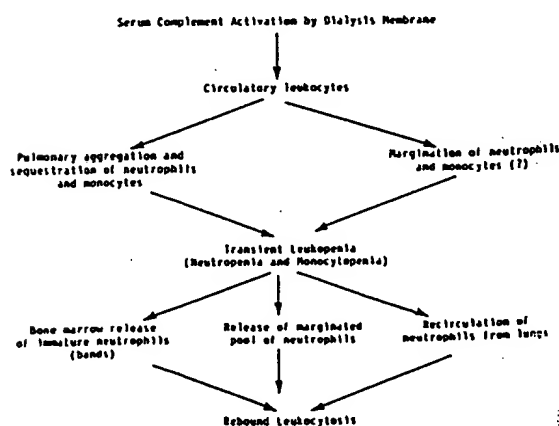 Serum Complement Activation by Dialysis Membrane
Circulatory leukocytes
Pulmonary aggregation and
sequestration of neutrophils
and monocytes
Margination of neutrophils
and monocytes (?)
Transient Leukopenia
(Neutropenia and Monocytopenia)
Bone marrow release
of immature neutrophils
(bands)
Release of marginated
pool of neutrophils
Recirculation of
neutrophils from lungs
Rebound Leukocytosis